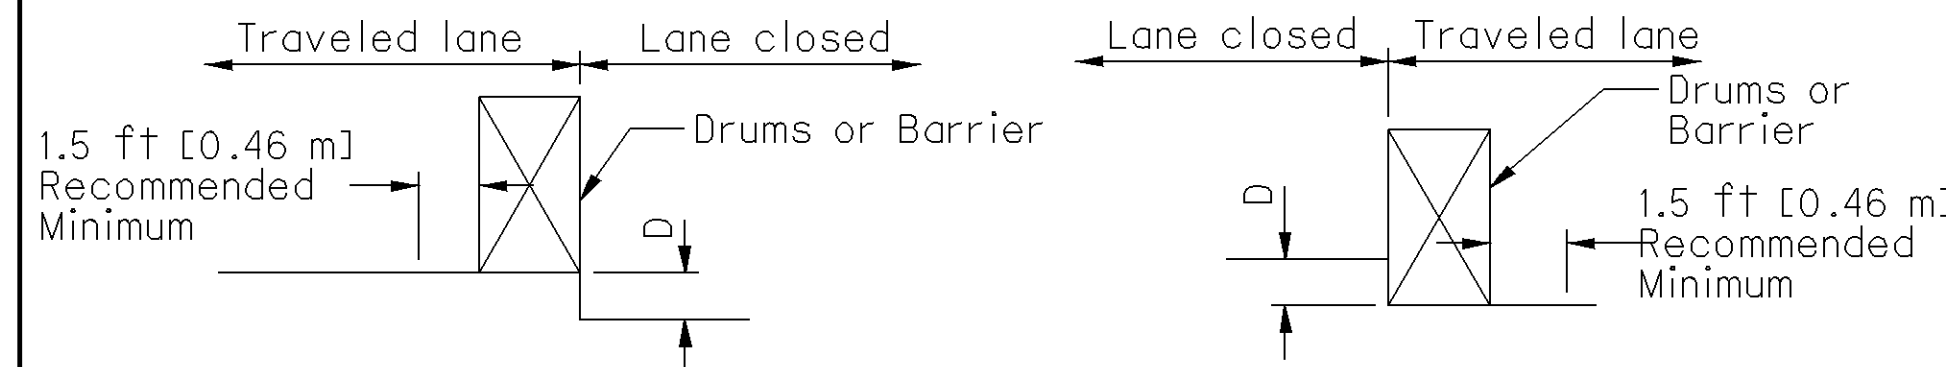 Traveled lane
Lane closed
1.5 ft [0.46 m]
Recommended
Minimum
Drums or Barrier
D
Lane closed
Traveled lane
Drums or
Barrier
D
1.5 ft [0.46 m]
Recommended
Minimum